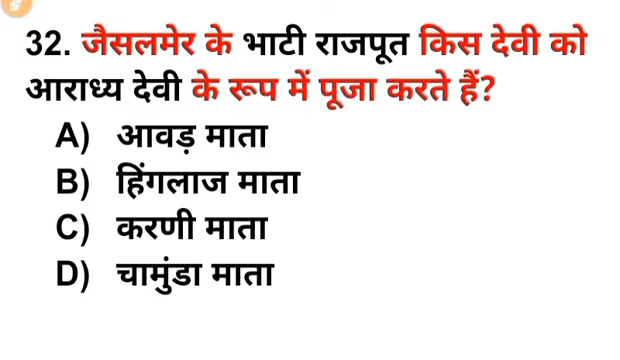 32. जैसलमेर के भाटी राजपूत किस देवी को
आराध्य देवी के रूप में पूजा करते हैं?
A) आवड़ माता
B) हिंगलाज माता
C) करणी माता
D) चामुंडा माता